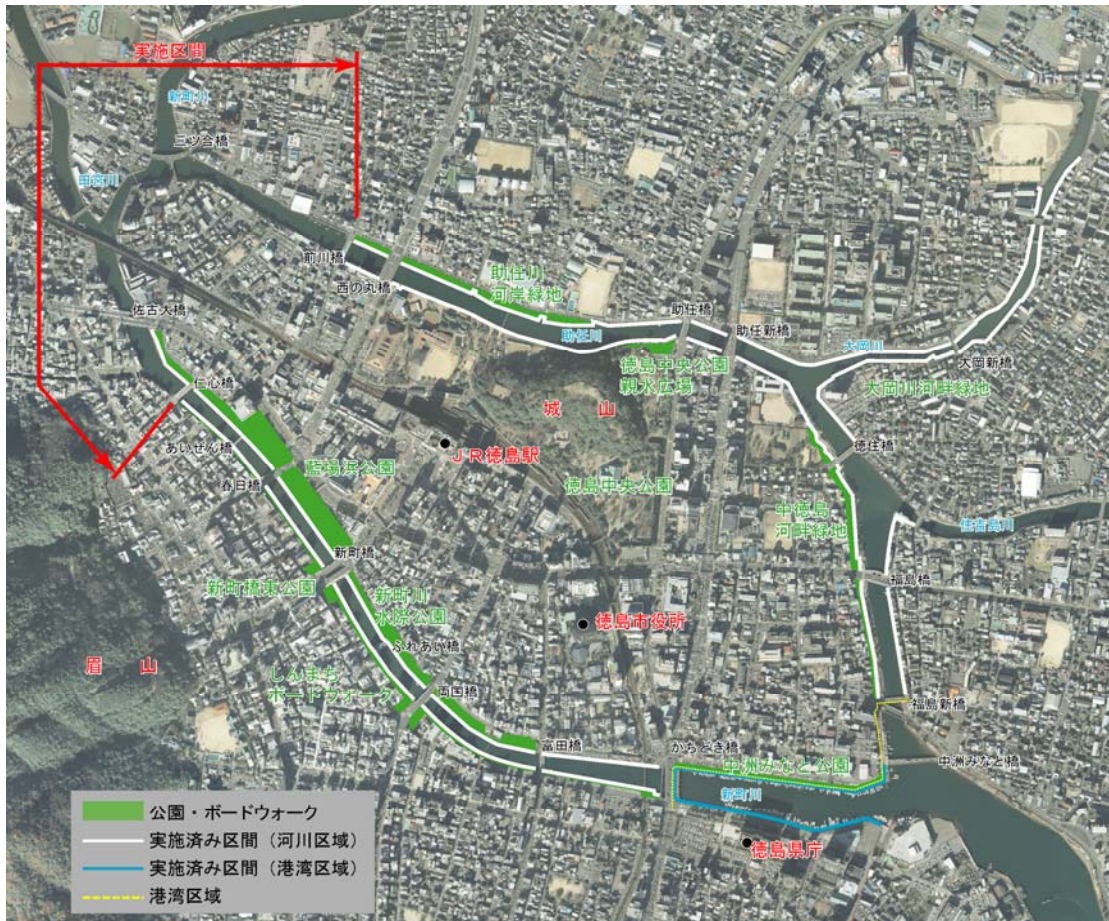 実施区間
新町川
三ツ合橋
田宮川
前川橋
西の丸橋
助任川
河岸緑地
助任川
助任橋
助任新橋
大岡川
大岡新橋
大岡川河畔緑地
佐古大橋
徳島中央公園
親水広場
城 山
仁心橋
あいせん橋
春日橋
藍場浜公園
JR徳島駅
徳島中央公園
徳住橋
中徳島
河畔緑地
住吉島川
新町橋
新町橋東公園
新町川
水際公園
福島橋
徳島市役所
ふれあい橋
眉 山
しんまち
ボードウォーク
両国橋
福島新橋
富田橋
かちどき橋
中洲みなと公園
中洲みなと橋
新町川
徳島県庁
公園・ボードウォーク
実施済み区間(河川区域)
実施済み区間(港湾区域)
港湾区域